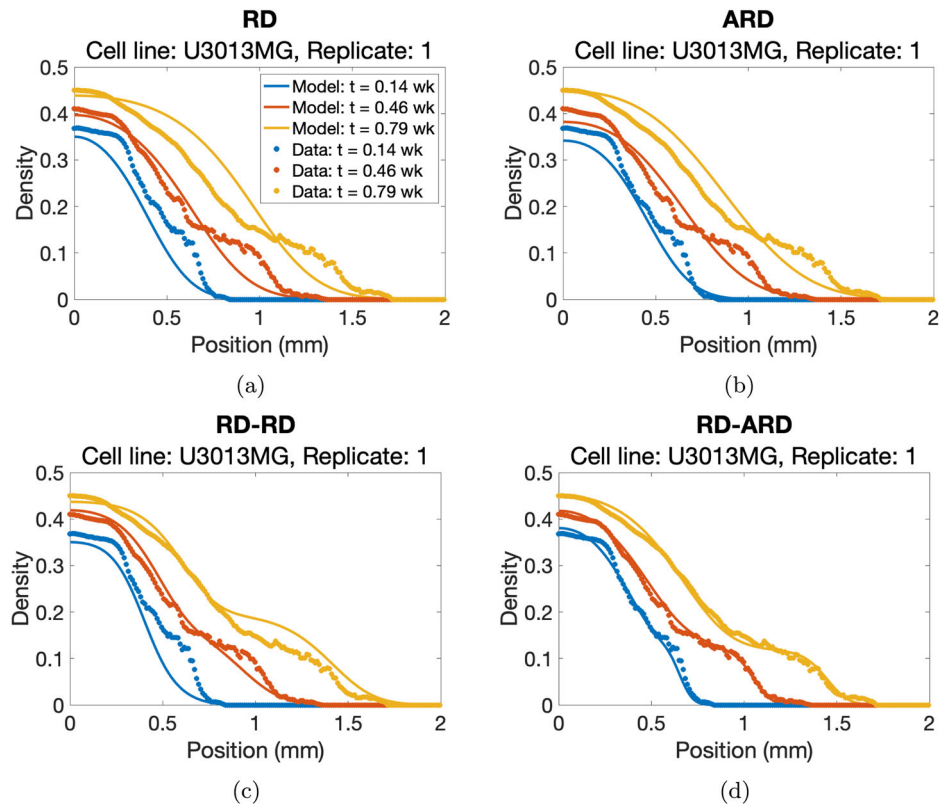 RD
Cell line: U3013MG, Replicate: 1
0.5
0.4
0.3
0.2
0.1
0
Density
Model: t = 0.14 wk
Model: t = 0.46 wk
Model: t = 0.79 wk
Data: t = 0.14 wk
Data: t = 0.46 wk
Data: t = 0.79 wk
0 0.5 1 1.5 2
Position (mm)
(a)
ARD
Cell line: U3013MG, Replicate: 1
0.5
0.4
0.3
0.2
0.1
0
Density
0 0.5 1 1.5 2
Position (mm)
(b)
RD-RD
Cell line: U3013MG, Replicate: 1
0.5
0.4
0.3
0.2
0.1
0
Density
0 0.5 1 1.5 2
Position (mm)
(c)
RD-ARD
Cell line: U3013MG, Replicate: 1
0.5
0.4
0.3
0.2
0.1
0
Density
0 0.5 1 1.5 2
Position (mm)
(d)